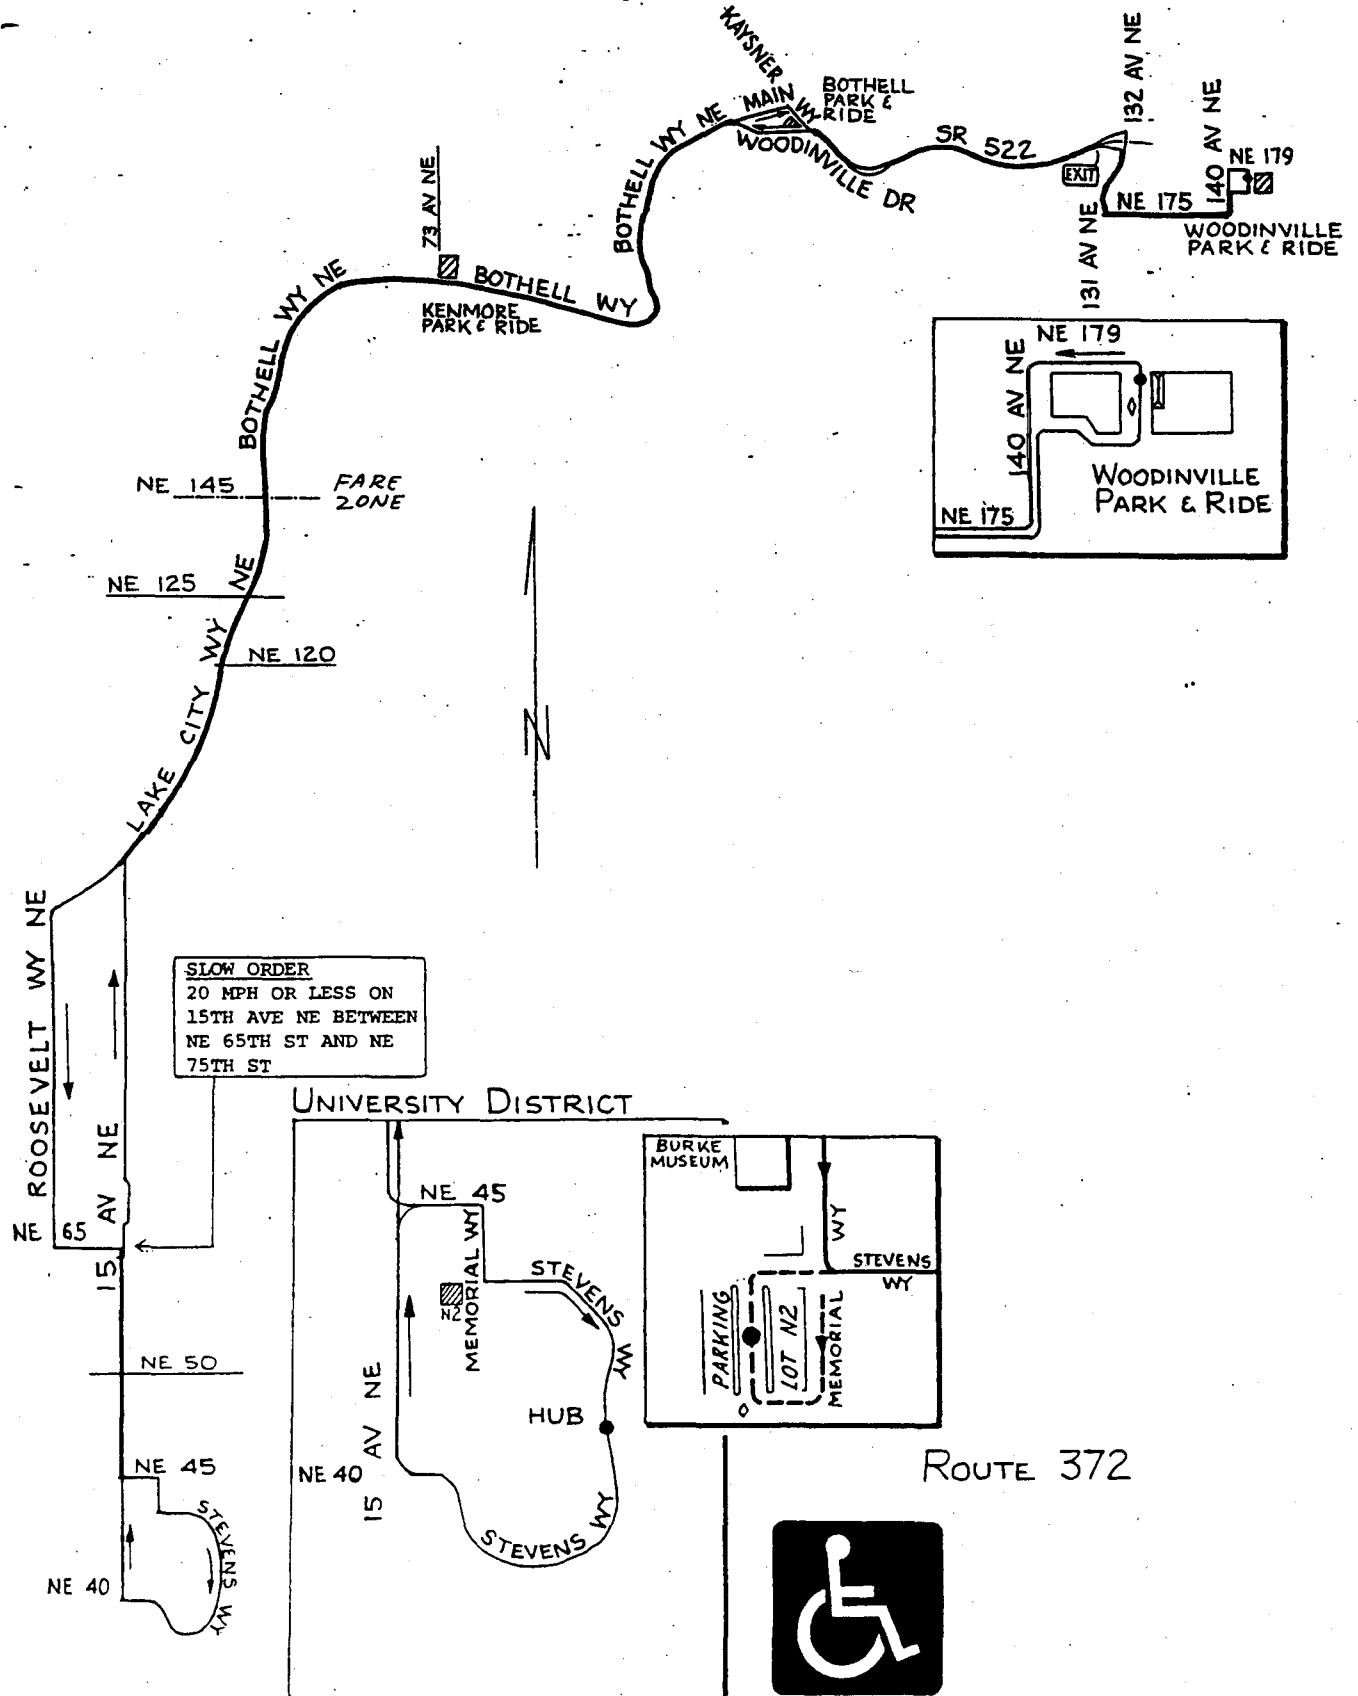 KAYSNER WY
MAIN
BOTHELL
PARK &
RIDE
132 AV NE
BOTHELL WY NE
WOODINVILLE DR
SR 522
EXIT
140 AV NE
NE 179
NE 175
131 AV NE
WOODINVILLE
PARK & RIDE
73 AV NE
BOTHELL WY NE
BOTHELL WY
KENMORE
PARK & RIDE
NE 179
140 AV NE
WOODINVILLE
PARK & RIDE
NE 175
NE 145
FARE
ZONE
NE 125
NE 120
LAKE CITY WY NE
N
ROOSEVELT WY NE
SLOW ORDER
20 MPH OR LESS ON
15TH AVE NE BETWEEN
NE 65TH ST AND NE
75TH ST
15 AV NE
NE 65
NE 50
NE 45
STEVENS WY
NE 40
UNIVERSITY DISTRICT
NE 45
MEMORIAL WY
N2
STEVENS WY
HUB
15 AV NE
NE 40
STEVENS WY
BURKE
MUSEUM
WY
STEVENS
WY
PARKING
LOT N2
MEMORIAL
ROUTE 372